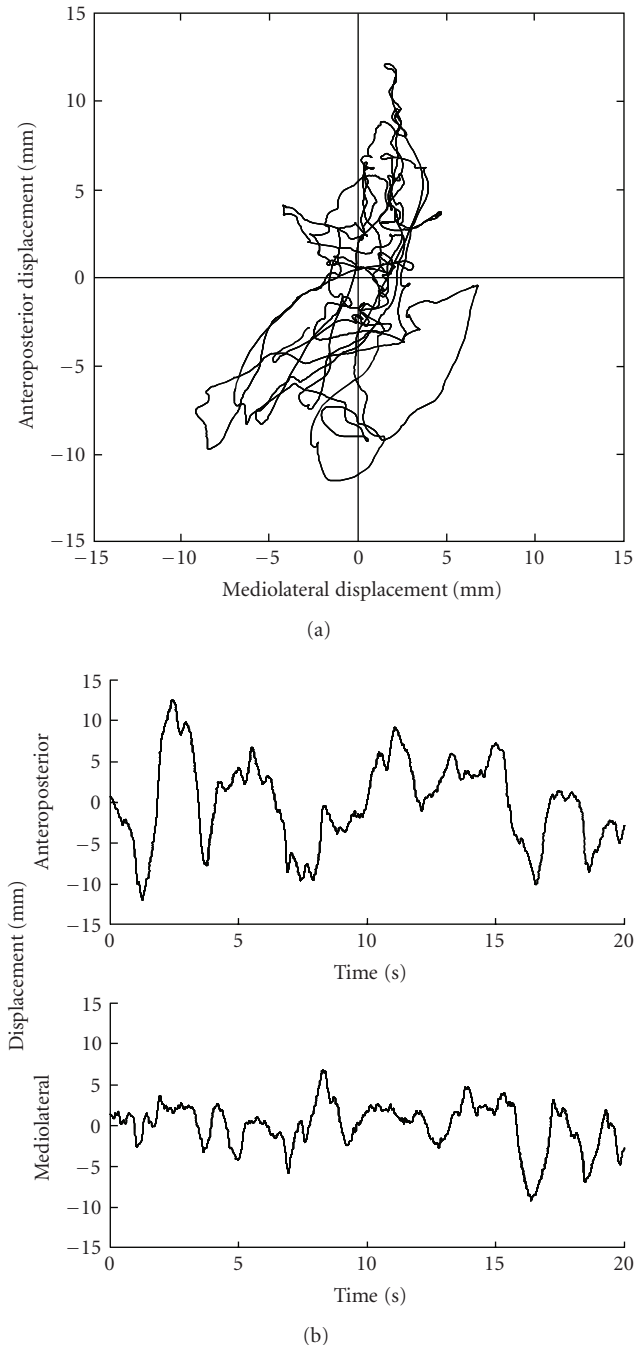 15
10
5
0
−5
−10
−15
Anteroposterior displacement (mm)
−15 −10 −5 0 5 10 15
Mediolateral displacement (mm)
(a)
Displacement (mm)
Anteroposterior
15
10
5
0
−5
−10
−15
0 5 10 15 20
Time (s)
Mediolateral
15
10
5
0
−5
−10
−15
0 5 10 15 20
Time (s)
(b)